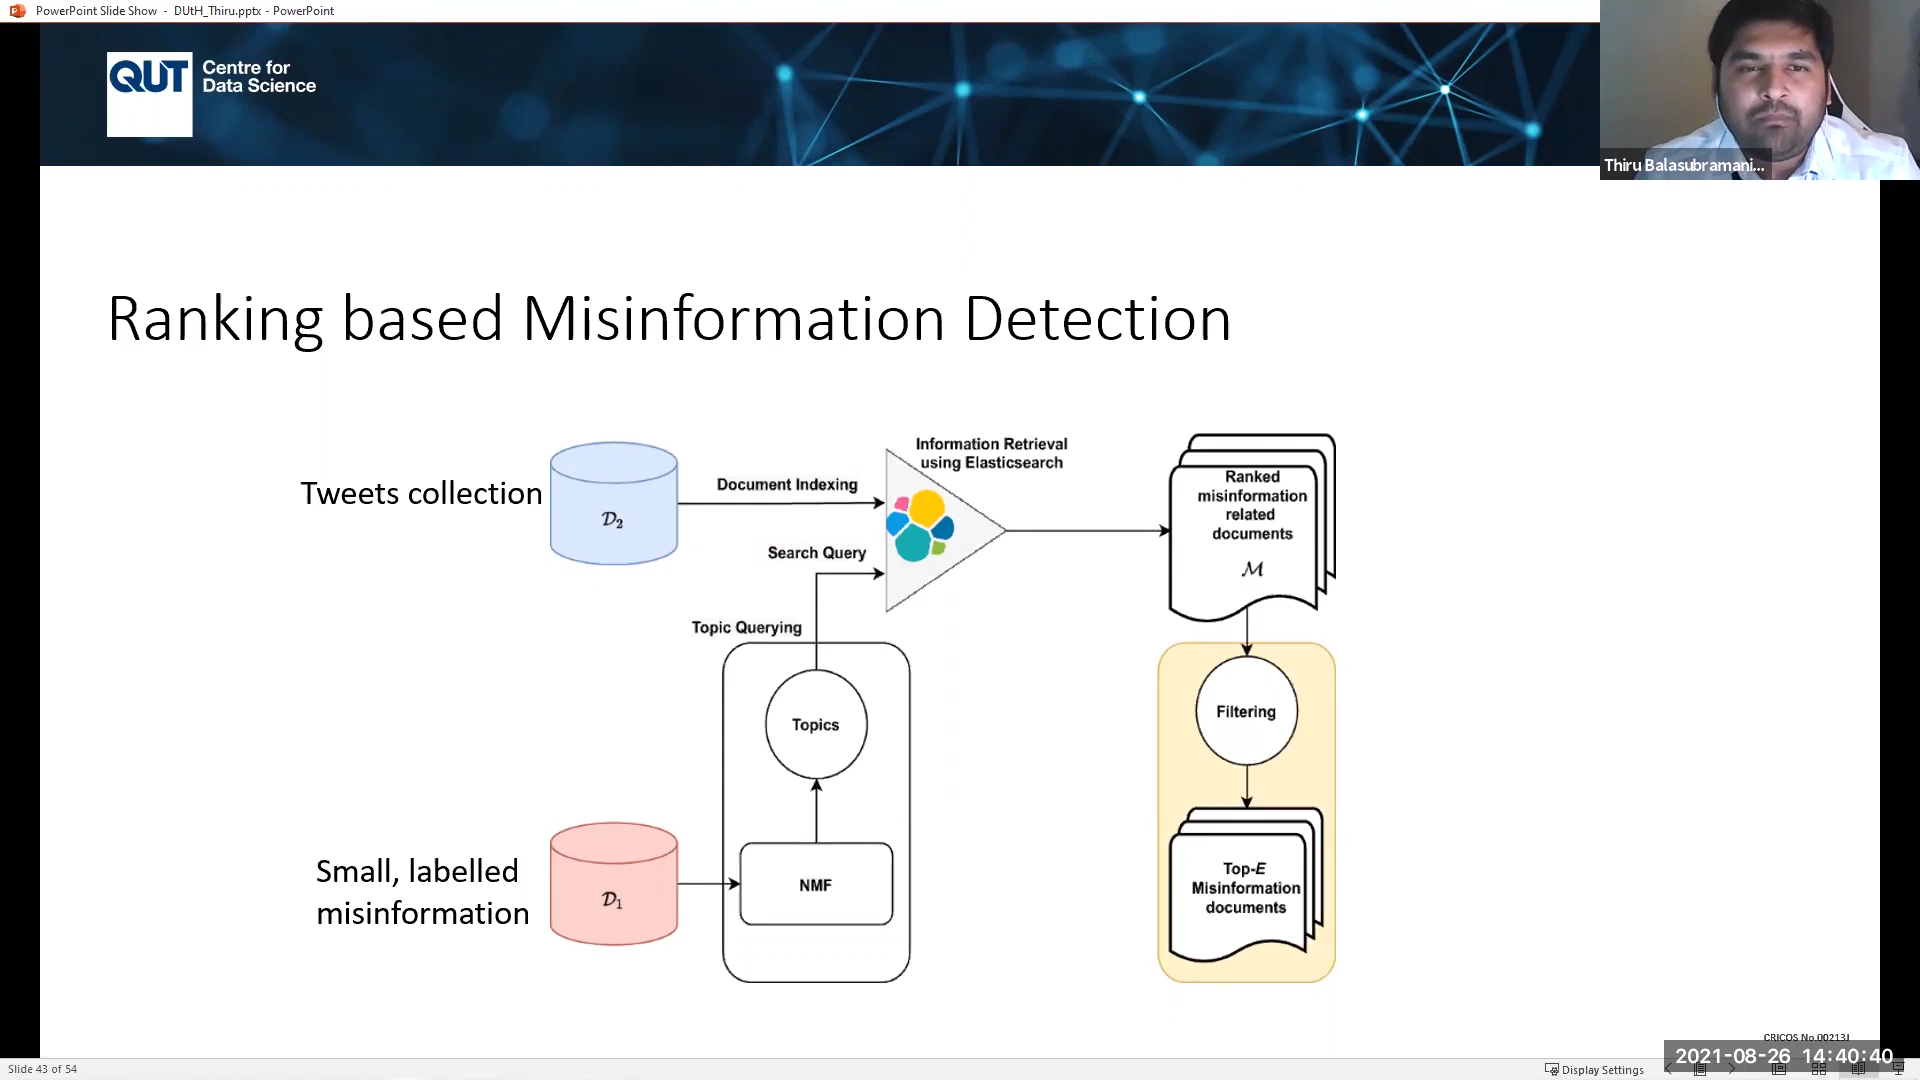 PowerPoint Slide Show - DUtH_Thiru.pptx - PowerPoint
QUT
Centre for
Data Science
Thiru Balasubramani...
Ranking based Misinformation Detection
Tweets collection
D₂
Document Indexing
Information Retrieval
using Elasticsearch
Search Query
Topic Querying
Ranked
misinformation
related
documents
M
Topics
Filtering
Small, labelled
misinformation
D₁
NMF
Top-E
Misinformation
documents
CRICOS No.00213J
2021-08-26 14:40:40
Slide 43 of 54
Display Settings